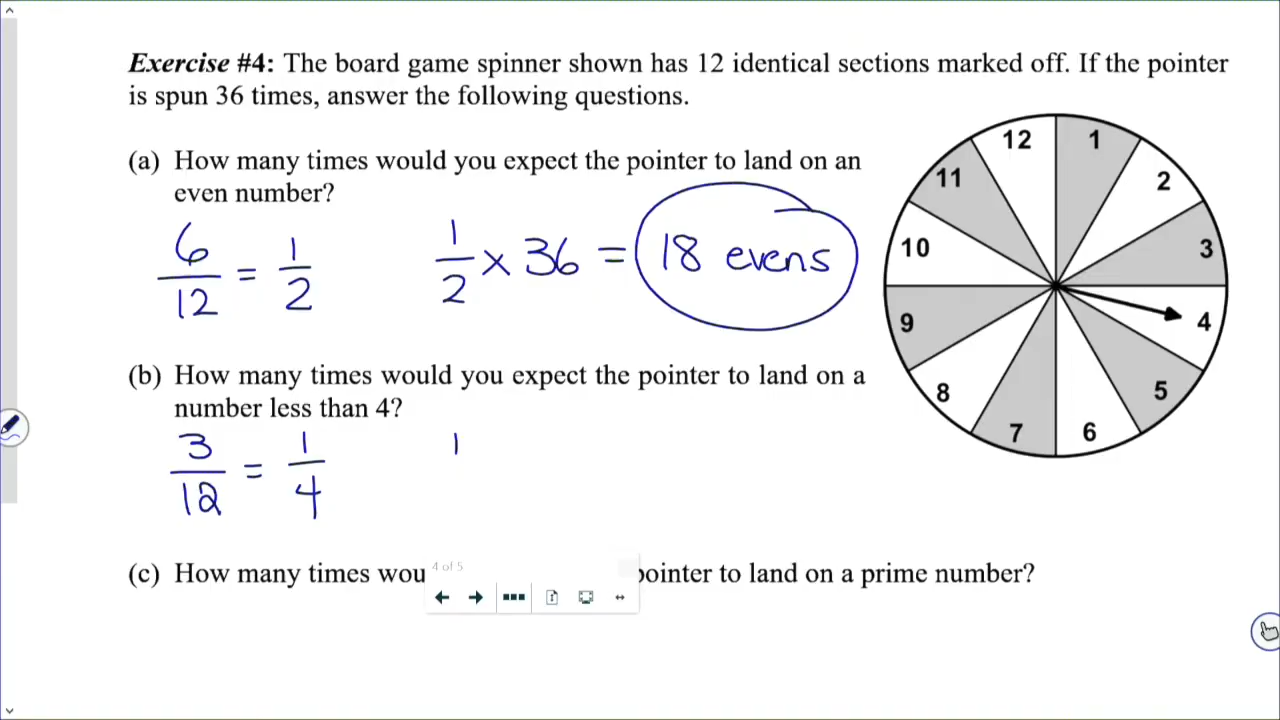 Exercise #4: The board game spinner shown has 12 identical sections marked off. If the pointer
is spun 36 times, answer the following questions.
(a) How many times would you expect the pointer to land on an
even number?
6/12 = 1/2
1/2 × 36 = 18 evens
(b) How many times would you expect the pointer to land on a
number less than 4?
3/12 = 1/4
1
(c) How many times wou
pointer to land on a prime number?
4 of 5
12
1
2
3
4
5
6
7
8
9
10
11